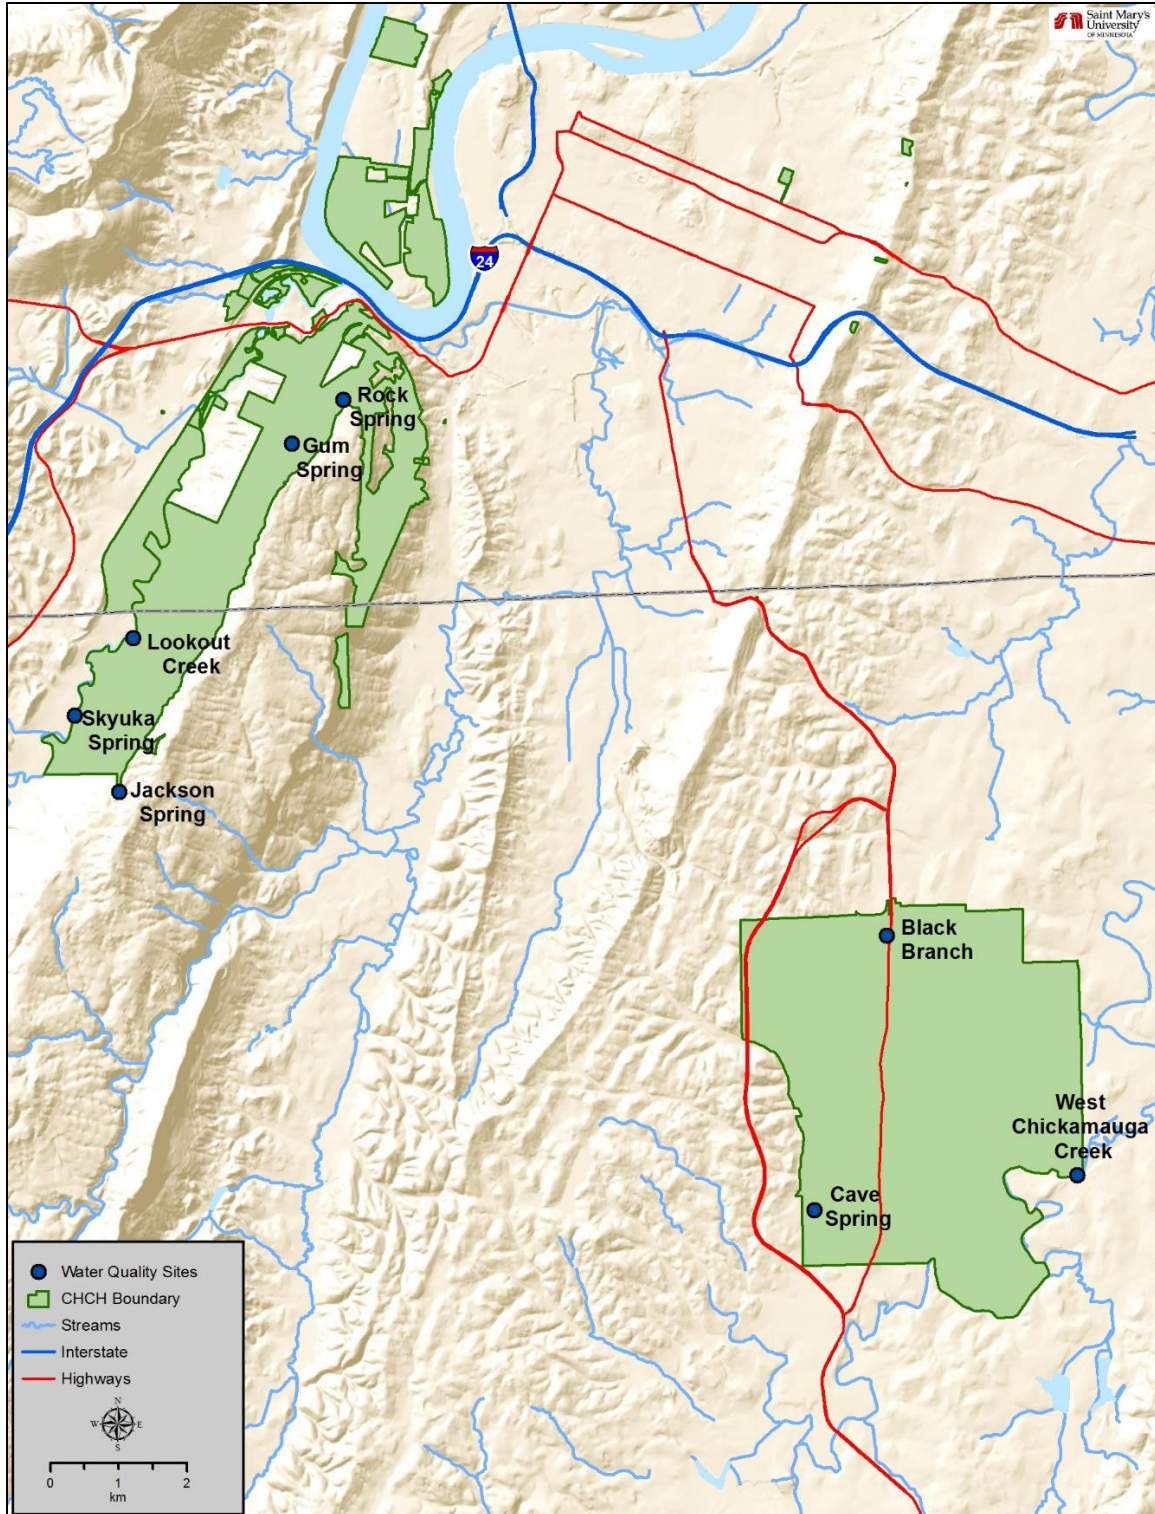 Saint Mary's
University
OF MINNESOTA
24
Rock
Spring
Gum
Spring
Lookout
Creek
Skyuka
Spring
Jackson
Spring
Black
Branch
West
Chickamauga
Creek
Cave
Spring
Water Quality Sites
CHCH Boundary
Streams
Interstate
Highways
N
W E
S
0 1 2
km